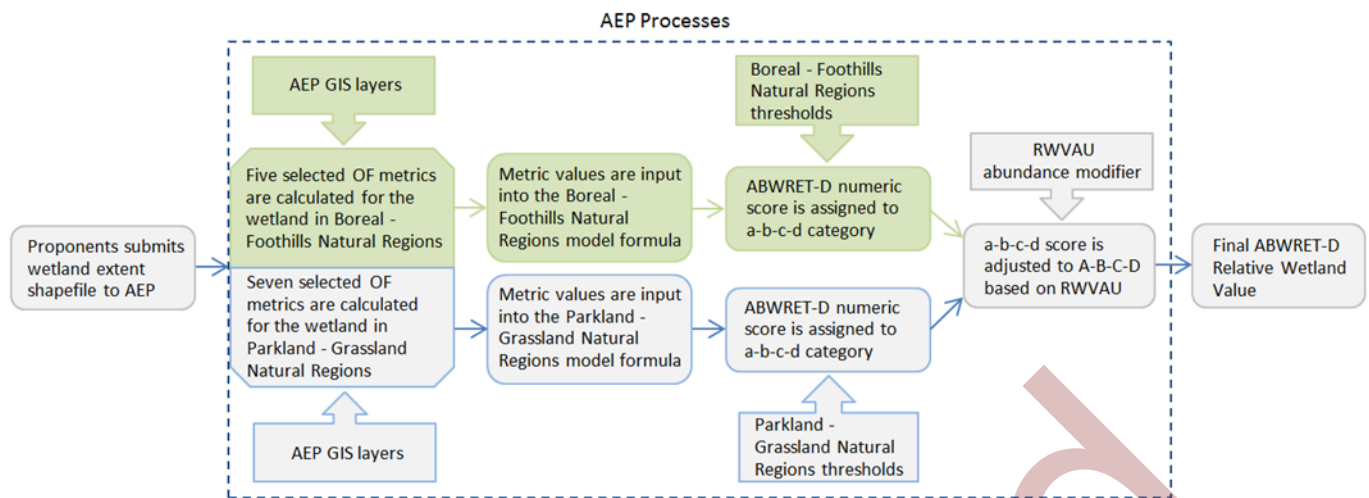 AEP Processes
AEP GIS layers
Boreal - Foothills
Natural Regions
thresholds
RWVAU
abundance modifier
Five selected OF metrics
are calculated for the
wetland in Boreal -
Foothills Natural Regions
Metric values are input
into the Boreal -
Foothills Natural
Regions model formula
ABWRET-D numeric
score is assigned to
a-b-c-d category
Proponents submits
wetland extent
shapefile to AEP
a-b-c-d score is
adjusted to A-B-C-D
based on RWVAU
Final ABWRET-D
Relative Wetland
Value
Seven selected OF
metrics are calculated
for the wetland in
Parkland - Grassland
Natural Regions
Metric values are input
into the Parkland -
Grassland Natural
Regions model formula
ABWRET-D numeric
score is assigned to
a-b-c-d category
AEP GIS layers
Parkland -
Grassland Natural
Regions thresholds